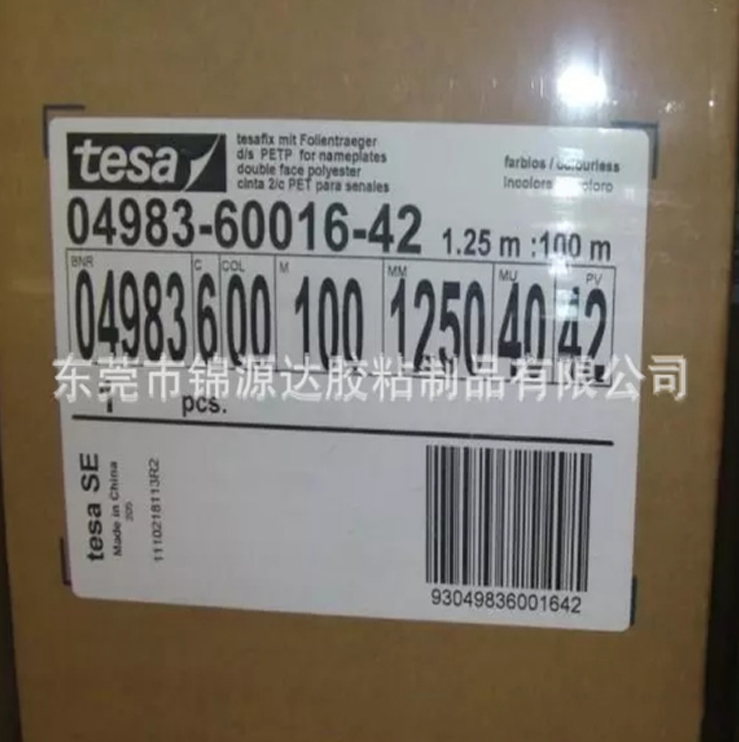 tesa
tesafix mit Folientraeger
d/s PETP for nameplates
double face polyester
cinta 2/c PET para senales
farblos / colourless
incoloro
04983-60016-42 1.25 m :100 m
BNR C COL M MM MU PV
04983 6 00 100 1250 40 42
东莞市锦源达胶粘制品有限公司
pcs.
tesa SE
Made in China
205
1110218113R2
93049836001642